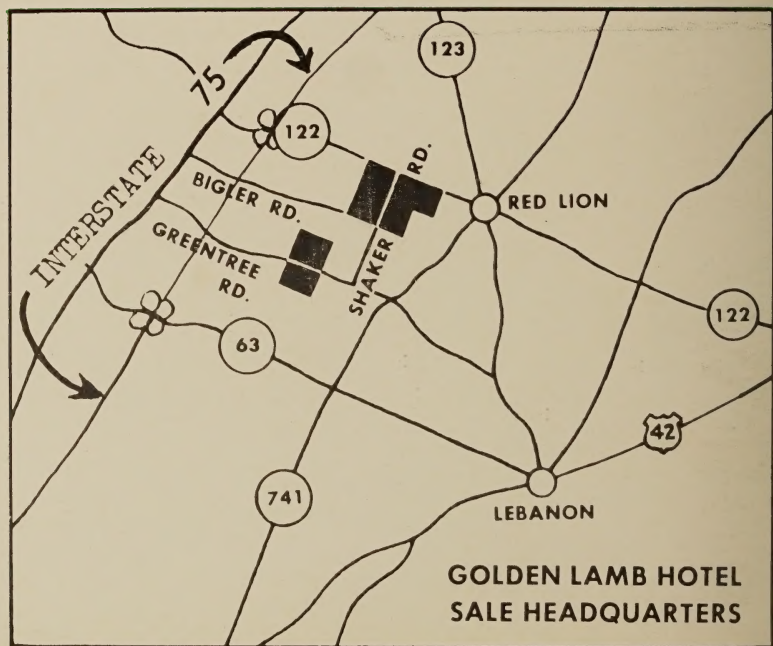 123
75
122
RD.
BIGLER RD.
RED LION
INTERSTATE
GREENTREE
RD.
SHAKER
122
63
42
741
LEBANON
GOLDEN LAMB HOTEL
SALE HEADQUARTERS